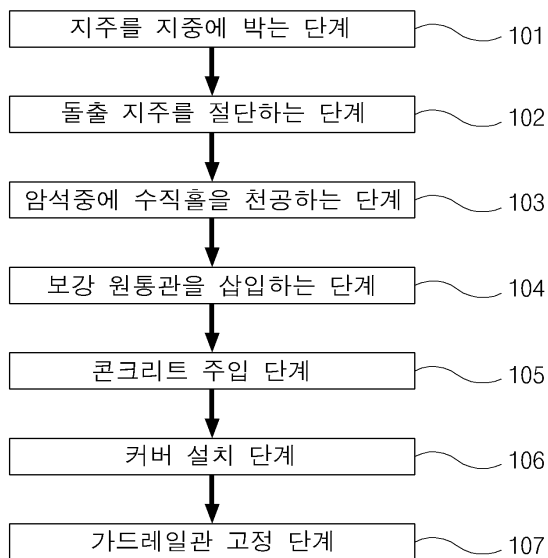 지주를 지중에 박는 단계 101
돌출 지주를 절단하는 단계 102
암석중에 수직홀을 천공하는 단계 103
보강 원통관을 삽입하는 단계 104
콘크리트 주입 단계 105
커버 설치 단계 106
가드레일관 고정 단계 107